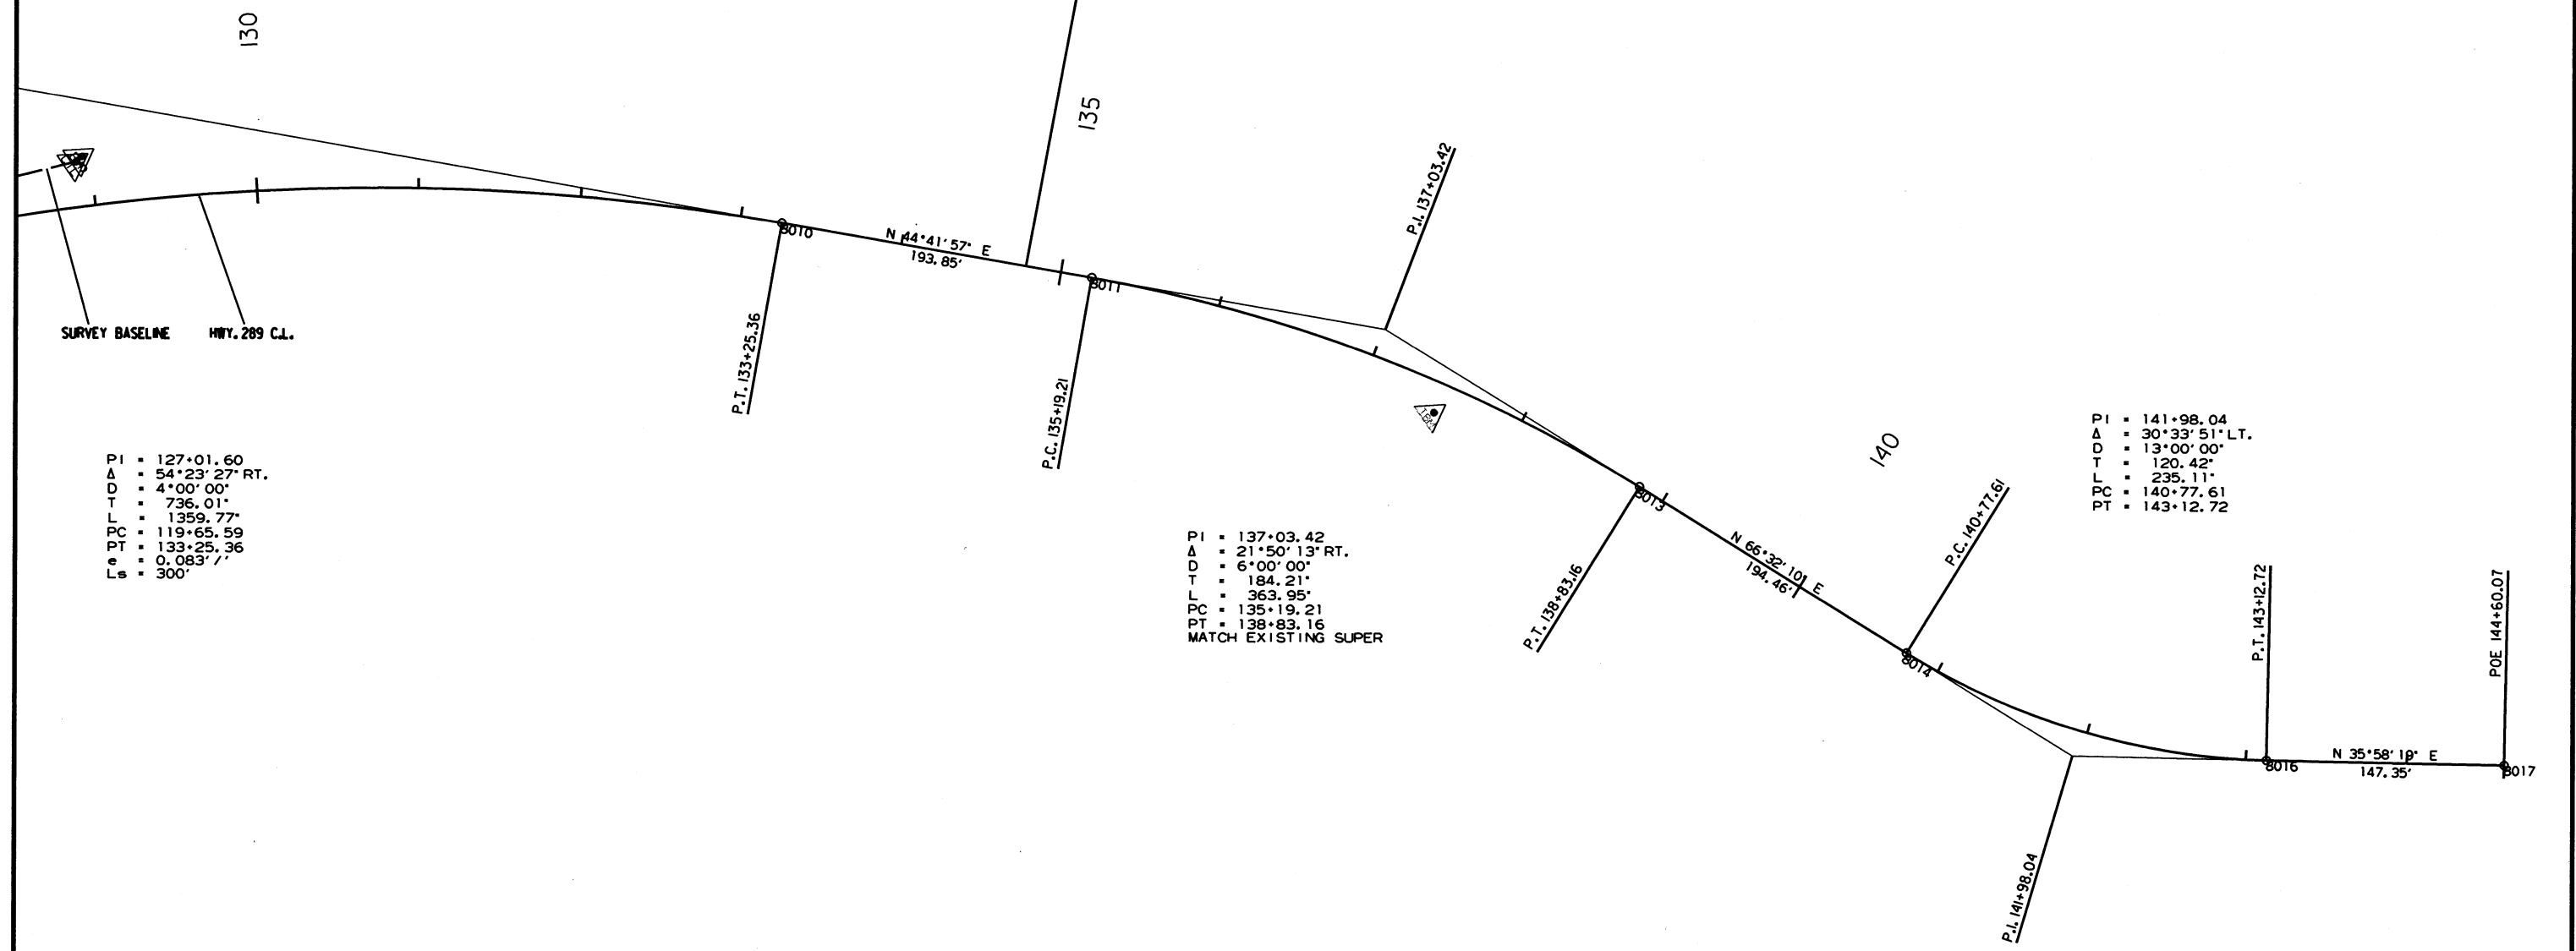 130
135
P.I. 137+03.42
8010
N 44°41'57" E
193.85'
8011
SURVEY BASELINE HWY. 289 C.L.
P.T. 133+25.36
P.C. 135+19.21
TBM
140
PI = 127+01.60
Δ = 54°23'27" RT.
D = 4°00'00"
T = 736.01"
L = 1359.77"
PC = 119+65.59
PT = 133+25.36
e = 0.083'/'
Ls = 300'
PI = 137+03.42
Δ = 21°50'13" RT.
D = 6°00'00"
T = 184.21"
L = 363.95"
PC = 135+19.21
PT = 138+83.16
MATCH EXISTING SUPER
PI = 141+98.04
Δ = 30°33'51" LT.
D = 13°00'00"
T = 120.42"
L = 235.11"
PC = 140+77.61
PT = 143+12.72
8013
P.T. 138+83.16
N 66°32'10" E
194.46'
P.C. 140+77.61
8014
P.T. 143+12.72
POE 144+60.07
8016
N 35°58'19" E
147.35'
8017
P.I. 141+98.04